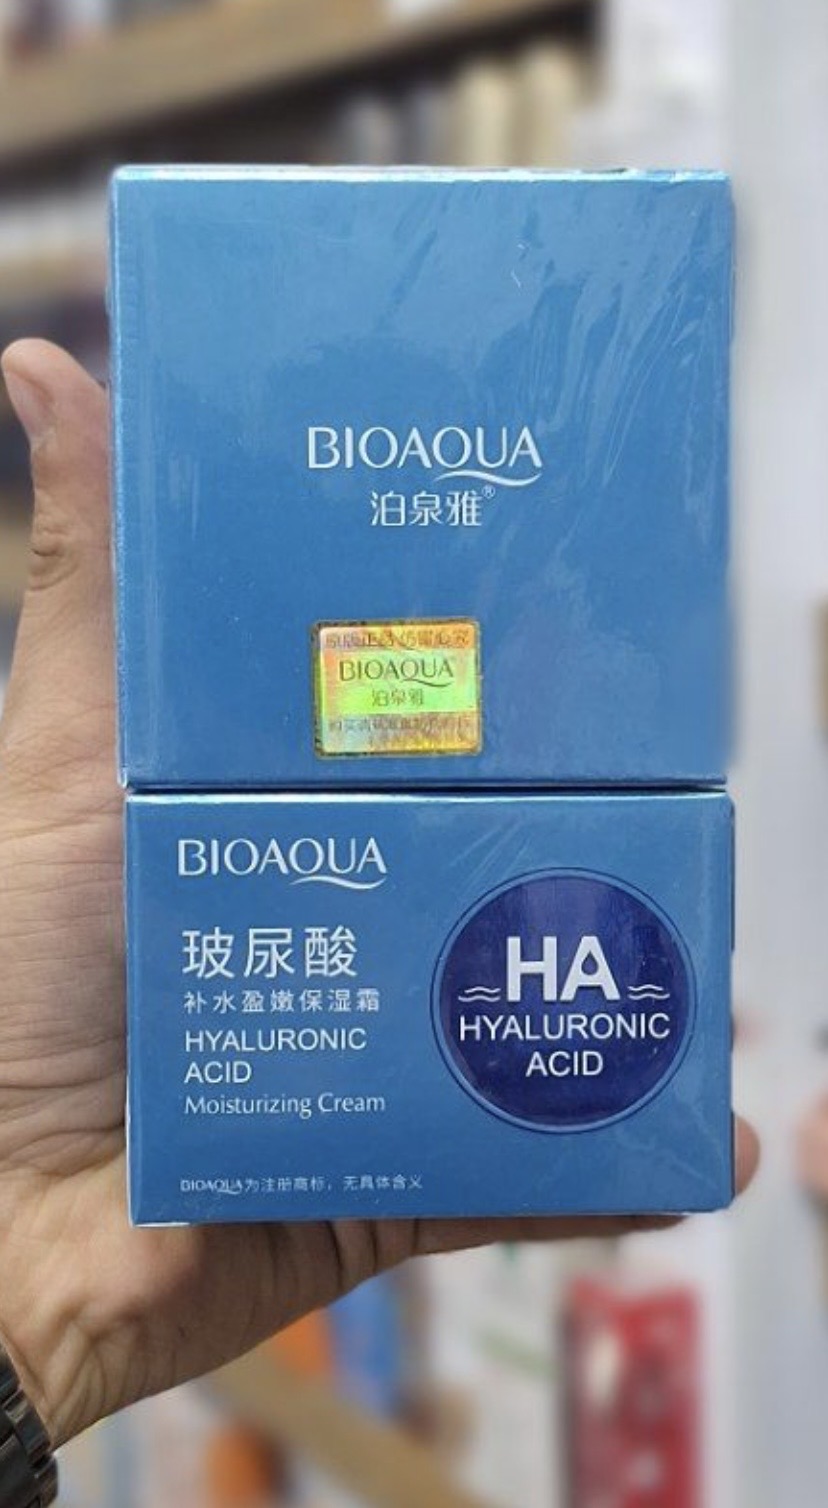 BIOAQUA
泊泉雅®
BIOAQUA
泊泉雅
BIOAQUA
玻尿酸
补水盈嫩保湿霜
HYALURONIC
ACID
Moisturizing Cream
HA
HYALURONIC
ACID
BIOAQUA为注册商标，无具体含义